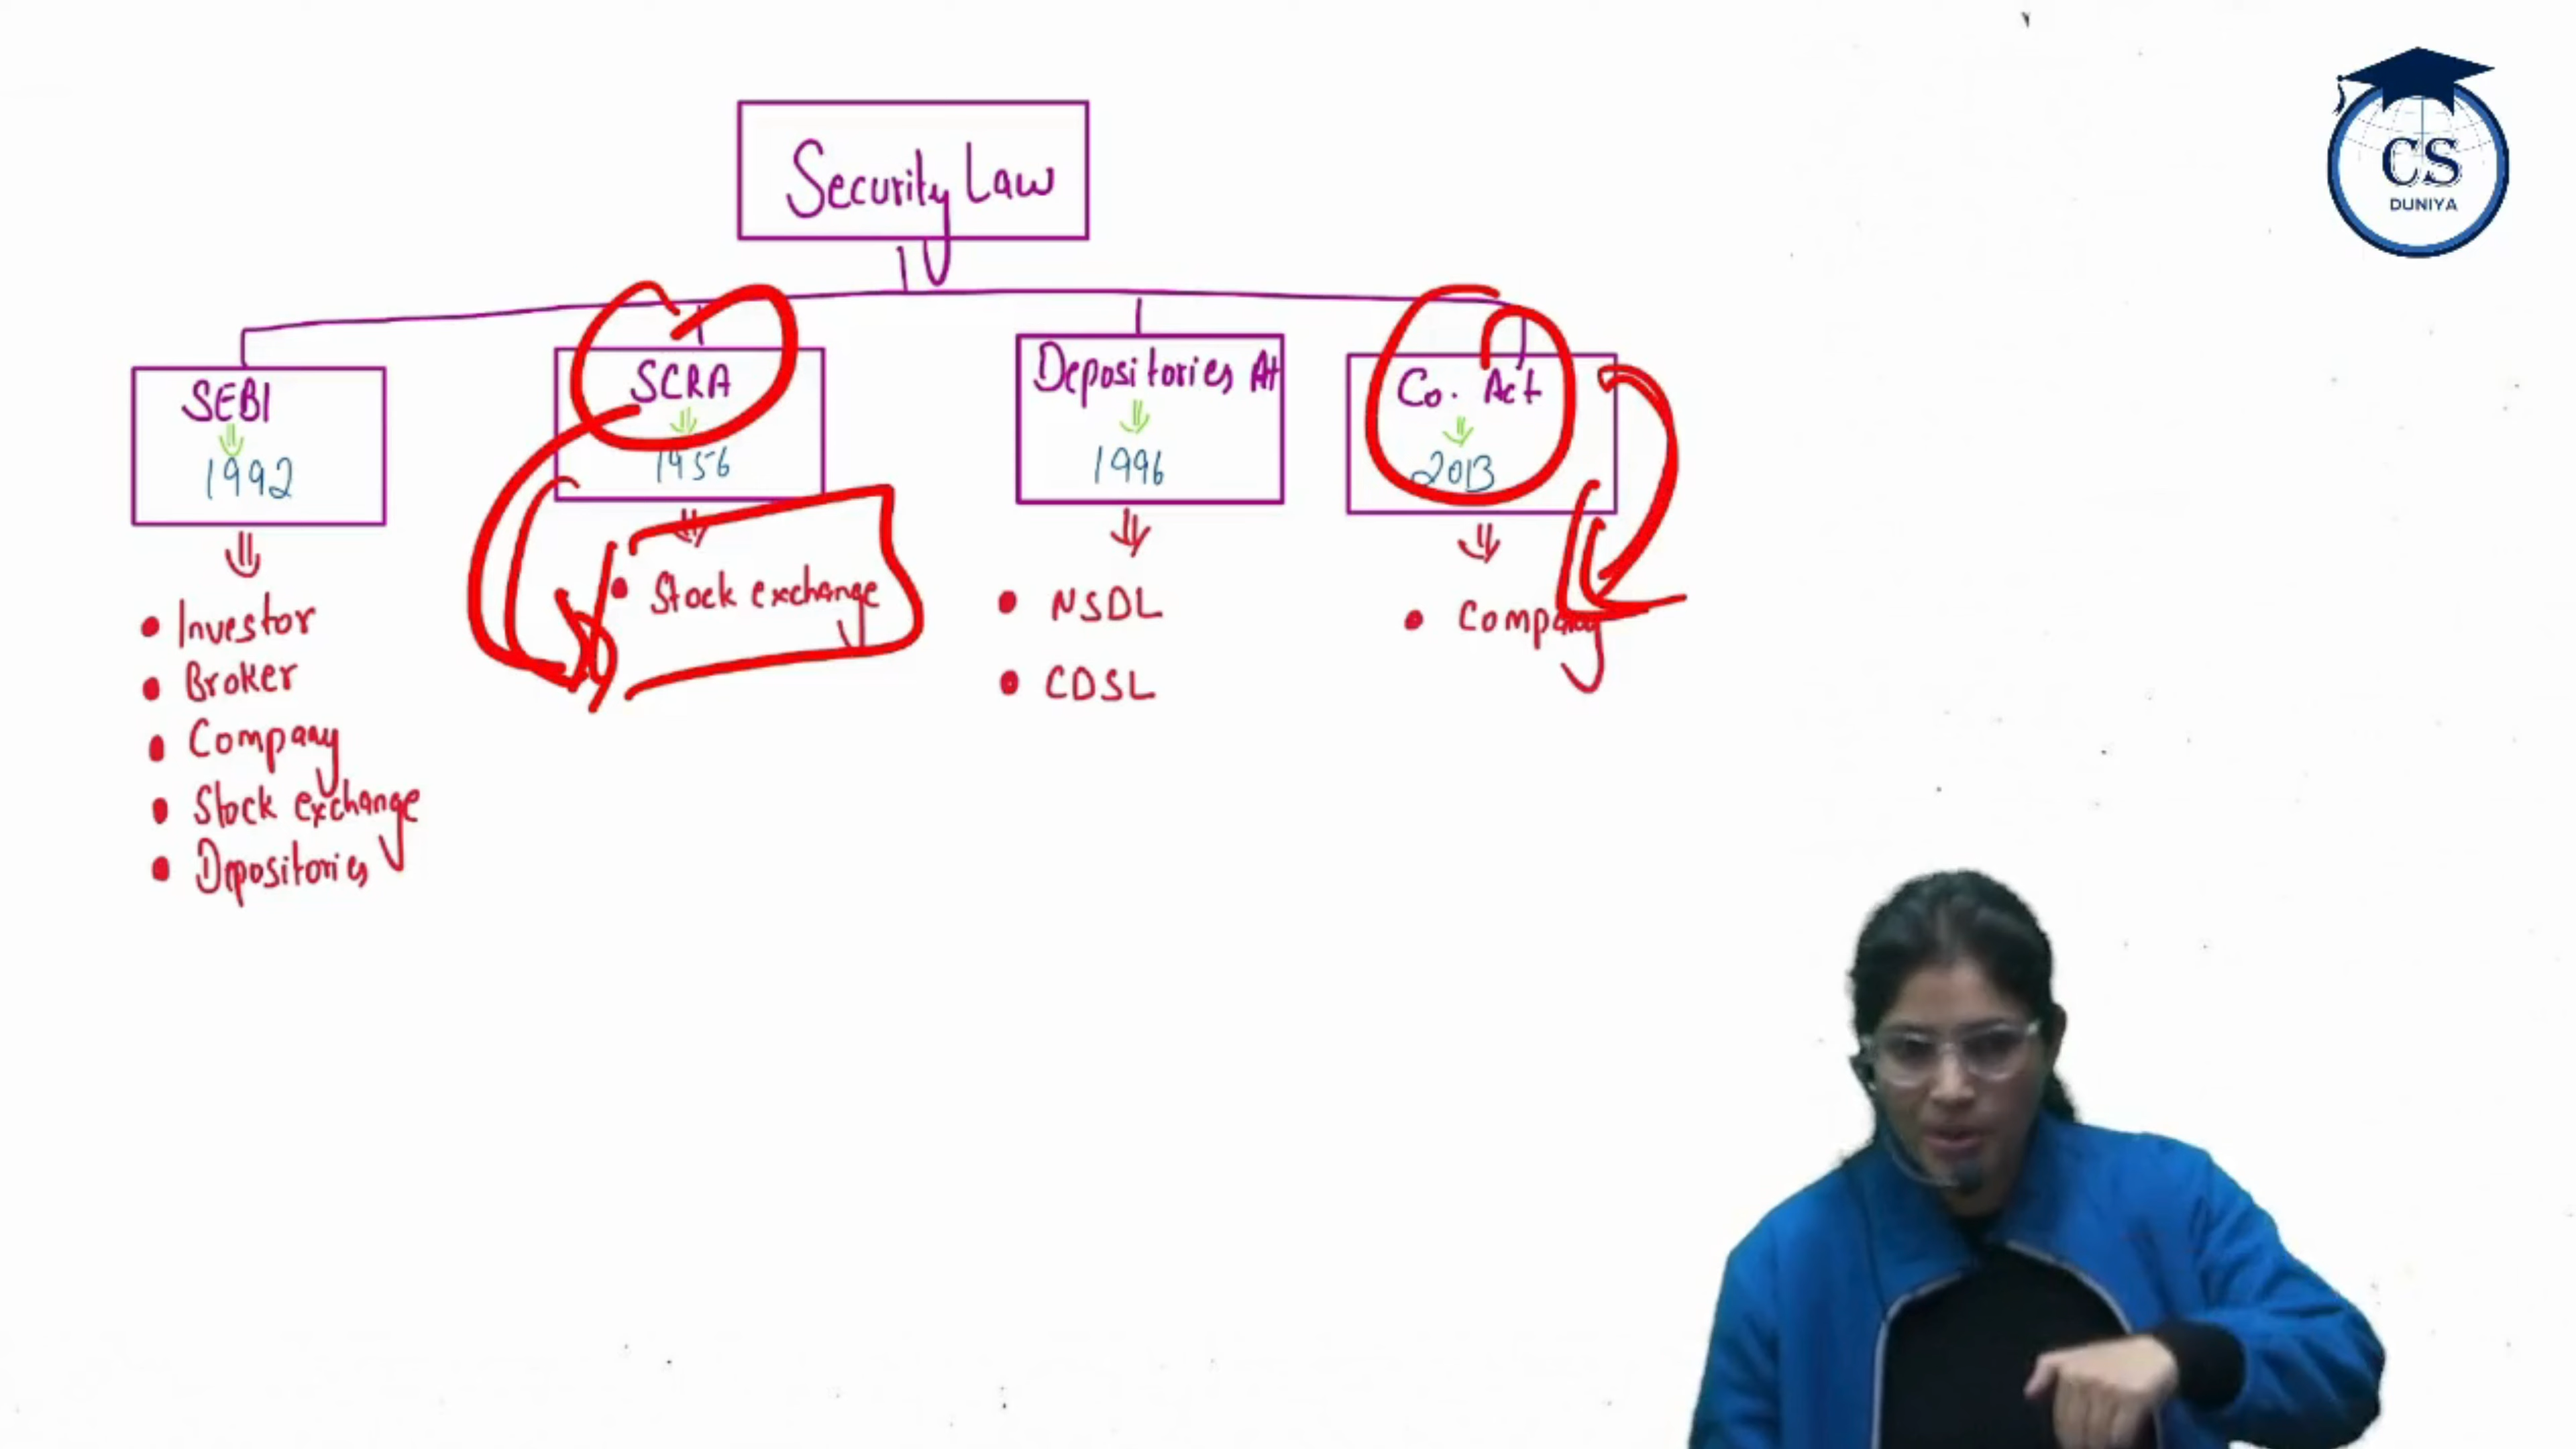 Security Law
CS
DUNIYA
SEBI
1992
Investor
Broker
Company
Stock exchange
Depositories
SCRA
1956
Stock exchange
Depositories At
1996
NSDL
CDSL
Co. Act
2013
Company